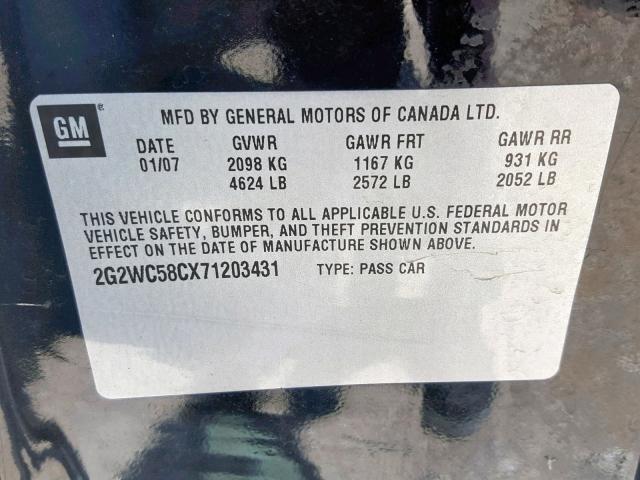 GM®
MFD BY GENERAL MOTORS OF CANADA LTD.
DATE GVWR GAWR FRT GAWR RR
01/07 2098 KG 1167 KG 931 KG
4624 LB 2572 LB 2052 LB
THIS VEHICLE CONFORMS TO ALL APPLICABLE U.S. FEDERAL MOTOR
VEHICLE SAFETY, BUMPER, AND THEFT PREVENTION STANDARDS IN
EFFECT ON THE DATE OF MANUFACTURE SHOWN ABOVE.
2G2WC58CX71203431 TYPE: PASS CAR